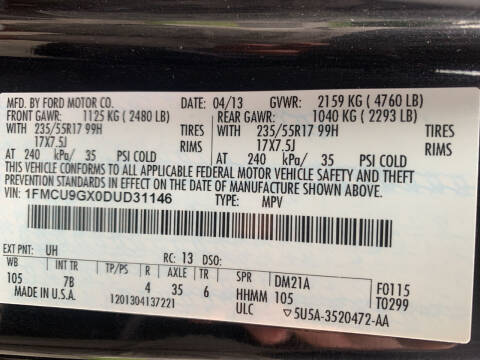 MFD. BY FORD MOTOR CO. DATE: 04/13 GVWR: 2159 KG (4760 LB)
FRONT GAWR: 1125 KG (2480 LB) REAR GAWR: 1040 KG (2293 LB)
WITH 235/55R17 99H TIRES WITH 235/55R17 99H TIRES
17X7.5J RIMS 17X7.5J RIMS
AT 240 kPa/ 35 PSI COLD AT 240 kPa/ 35 PSI COLD
THIS VEHICLE CONFORMS TO ALL APPLICABLE FEDERAL MOTOR VEHICLE SAFETY AND THEFT
PREVENTION STANDARDS IN EFFECT ON THE DATE OF MANUFACTURE SHOWN ABOVE.
VIN: 1FMCU9GX0DUD31146 TYPE: MPV
EXT PNT: UH RC: 13 DSO:
WB INT TR TP/PS R AXLE TR SPR DM21A F0115
105 7B 4 35 6 HHMM 105 T0299
MADE IN U.S.A. 1201304137221 ULC ▽5U5A-3520472-AA